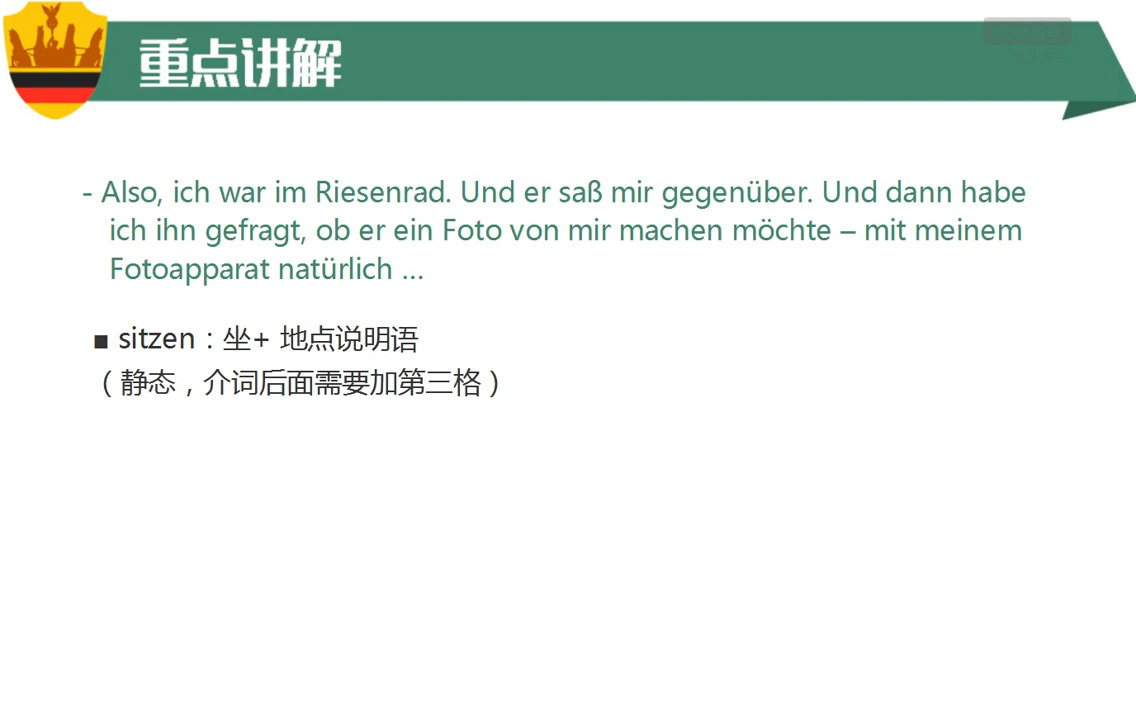 重点讲解
- Also, ich war im Riesenrad. Und er saß mir gegenüber. Und dann habe
ich ihn gefragt, ob er ein Foto von mir machen möchte – mit meinem
Fotoapparat natürlich ...
■ sitzen：坐+ 地点说明语
（静态，介词后面需要加第三格）